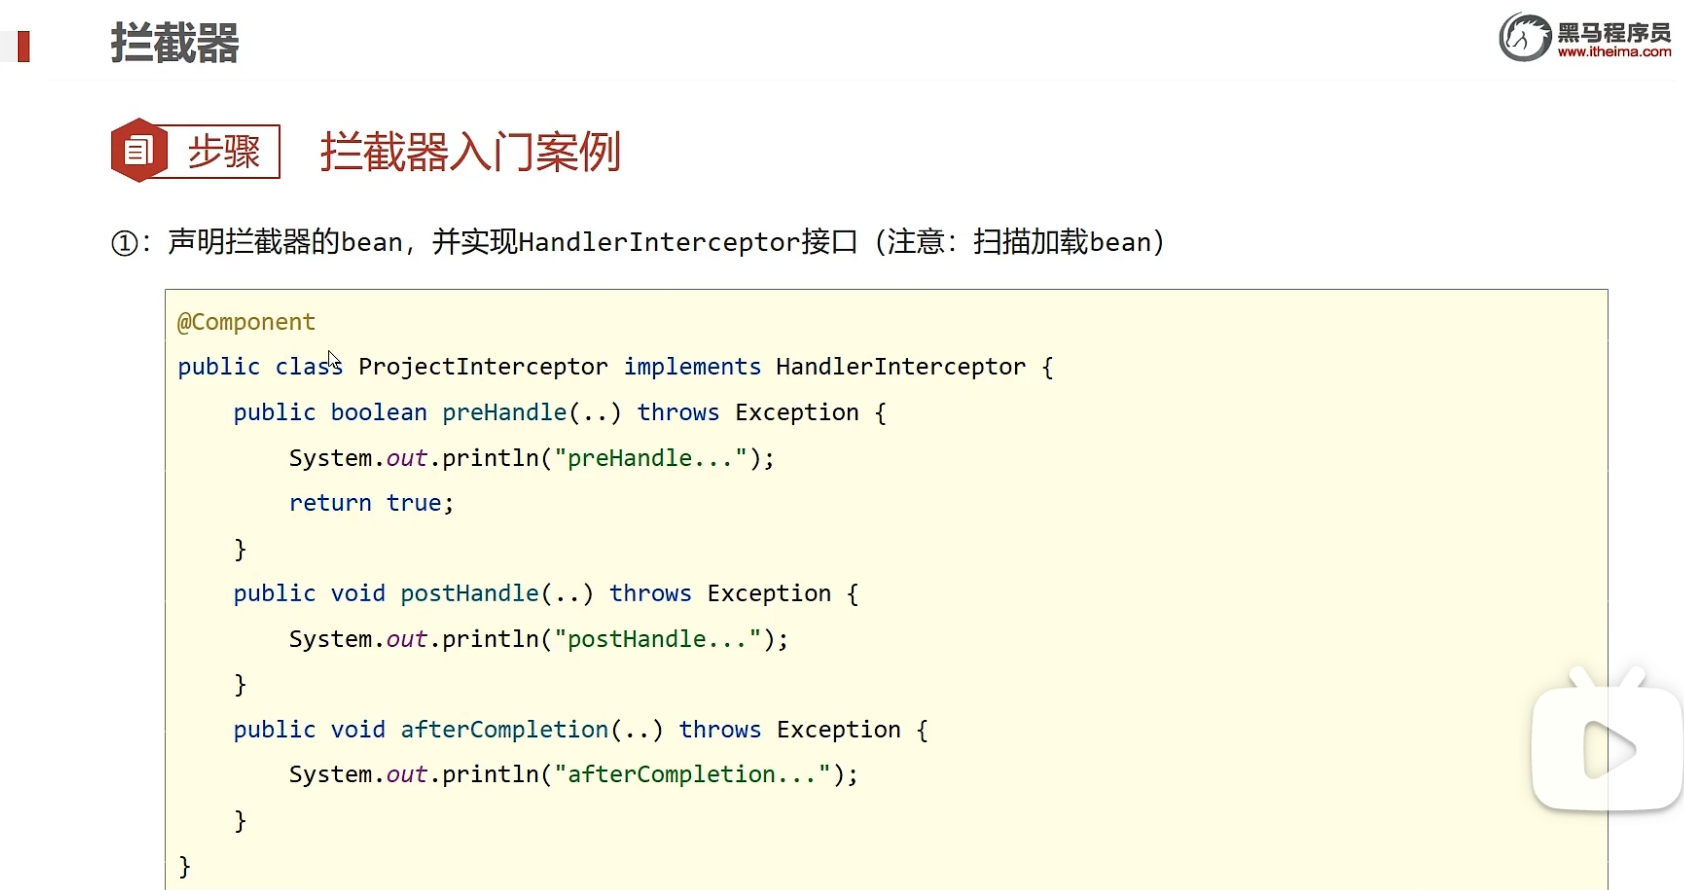 拦截器
黑马程序员
www.itheima.com
步骤
拦截器入门案例
①：声明拦截器的bean，并实现HandlerInterceptor接口（注意：扫描加载bean）
@Component
public class ProjectInterceptor implements HandlerInterceptor {
    public boolean preHandle(..) throws Exception {
        System.out.println("preHandle...");
        return true;
    }
    public void postHandle(..) throws Exception {
        System.out.println("postHandle...");
    }
    public void afterCompletion(..) throws Exception {
        System.out.println("afterCompletion...");
    }
}